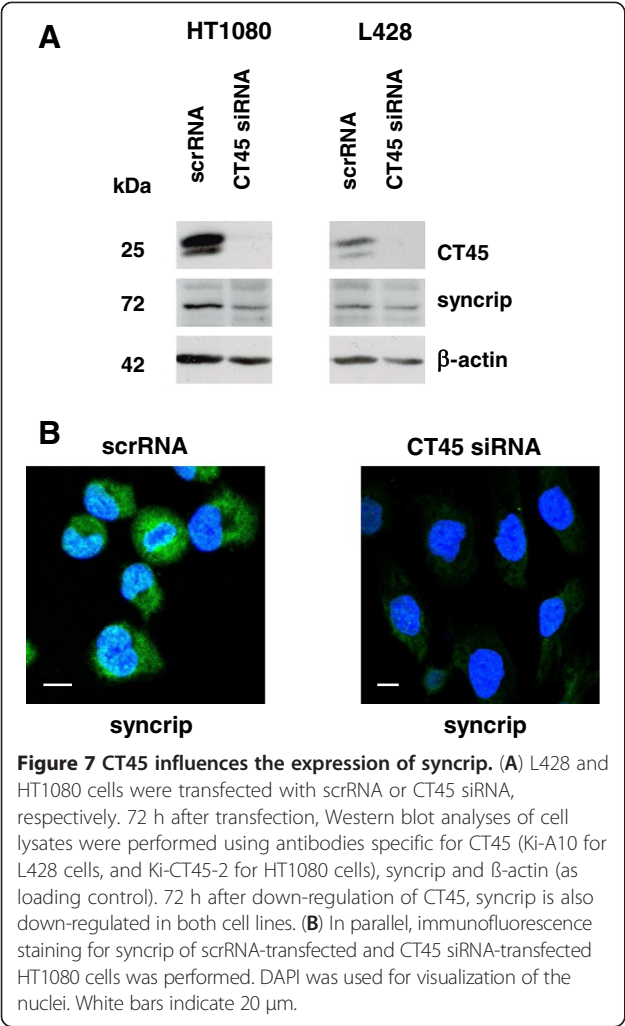 A
HT1080 L428
scrRNA CT45 siRNA scrRNA CT45 siRNA
kDa
25 CT45
72 syncrip
42 β-actin
B
scrRNA CT45 siRNA
syncrip syncrip
Figure 7 CT45 influences the expression of syncrip. (A) L428 and
HT1080 cells were transfected with scrRNA or CT45 siRNA,
respectively. 72 h after transfection, Western blot analyses of cell
lysates were performed using antibodies specific for CT45 (Ki-A10 for
L428 cells, and Ki-CT45-2 for HT1080 cells), syncrip and ß-actin (as
loading control). 72 h after down-regulation of CT45, syncrip is also
down-regulated in both cell lines. (B) In parallel, immunofluorescence
staining for syncrip of scrRNA-transfected and CT45 siRNA-transfected
HT1080 cells was performed. DAPI was used for visualization of the
nuclei. White bars indicate 20 μm.